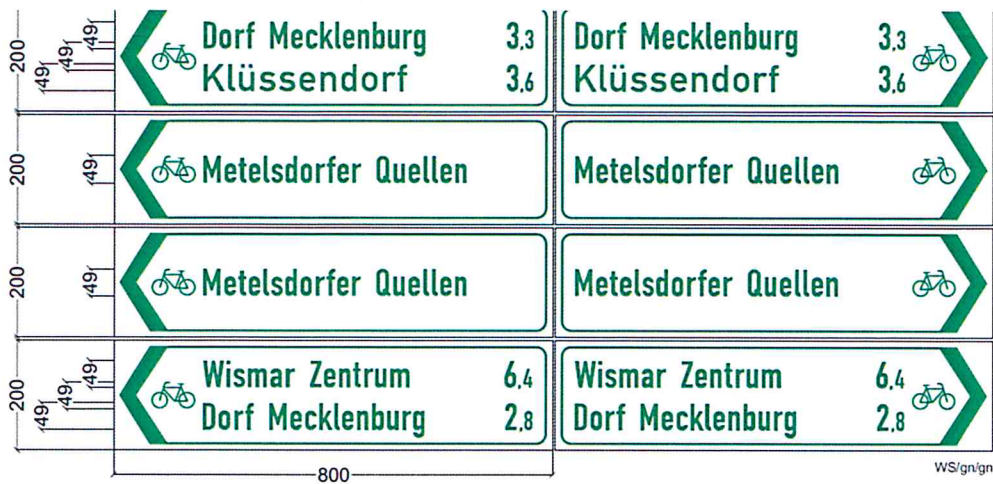 200
49
49
49
Dorf Mecklenburg 3,3
Klüssendorf 3,6
Dorf Mecklenburg 3,3
Klüssendorf 3,6
200
49
Metelsdorfer Quellen
Metelsdorfer Quellen
200
49
Metelsdorfer Quellen
Metelsdorfer Quellen
200
49
49
49
Wismar Zentrum 6,4
Dorf Mecklenburg 2,8
Wismar Zentrum 6,4
Dorf Mecklenburg 2,8
800
WS/gn/gn